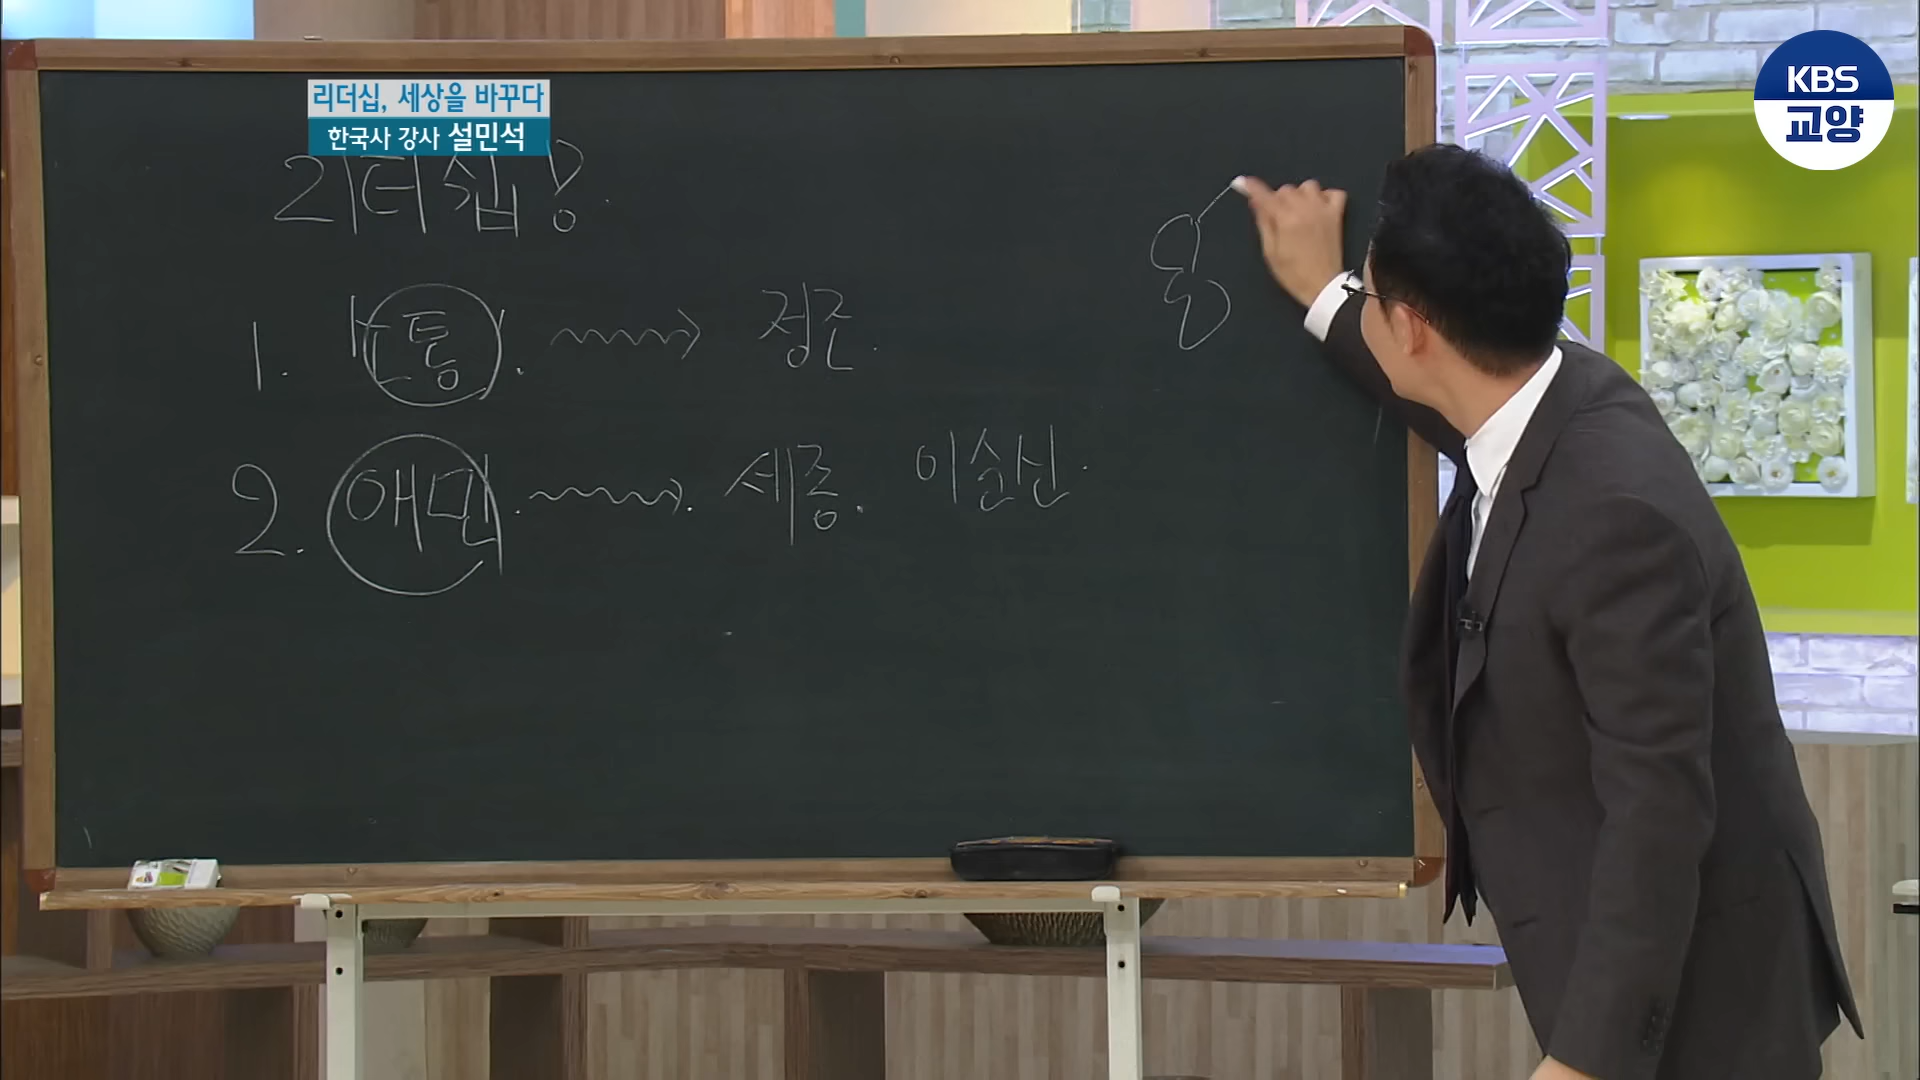 리더십, 세상을 바꾸다
한국사 강사 설민석
KBS
교양
리더십!
1. 소통. → 정조.
2. 애민. → 세종. 이순신.